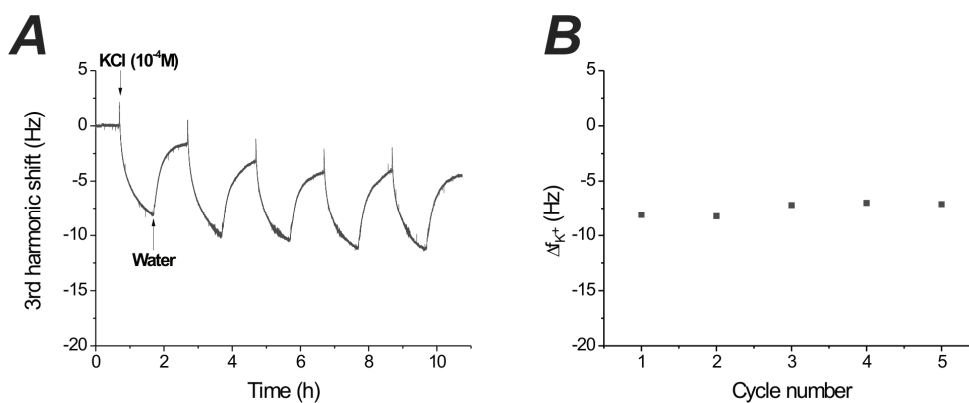 A
KCl (10⁻⁴M)
5
0
-5
-10
-15
-20
Water
3rd harmonic shift (Hz)
0 2 4 6 8 10
Time (h)
B
5
0
-5
-10
-15
-20
Δf_K⁺ (Hz)
1 2 3 4 5
Cycle number